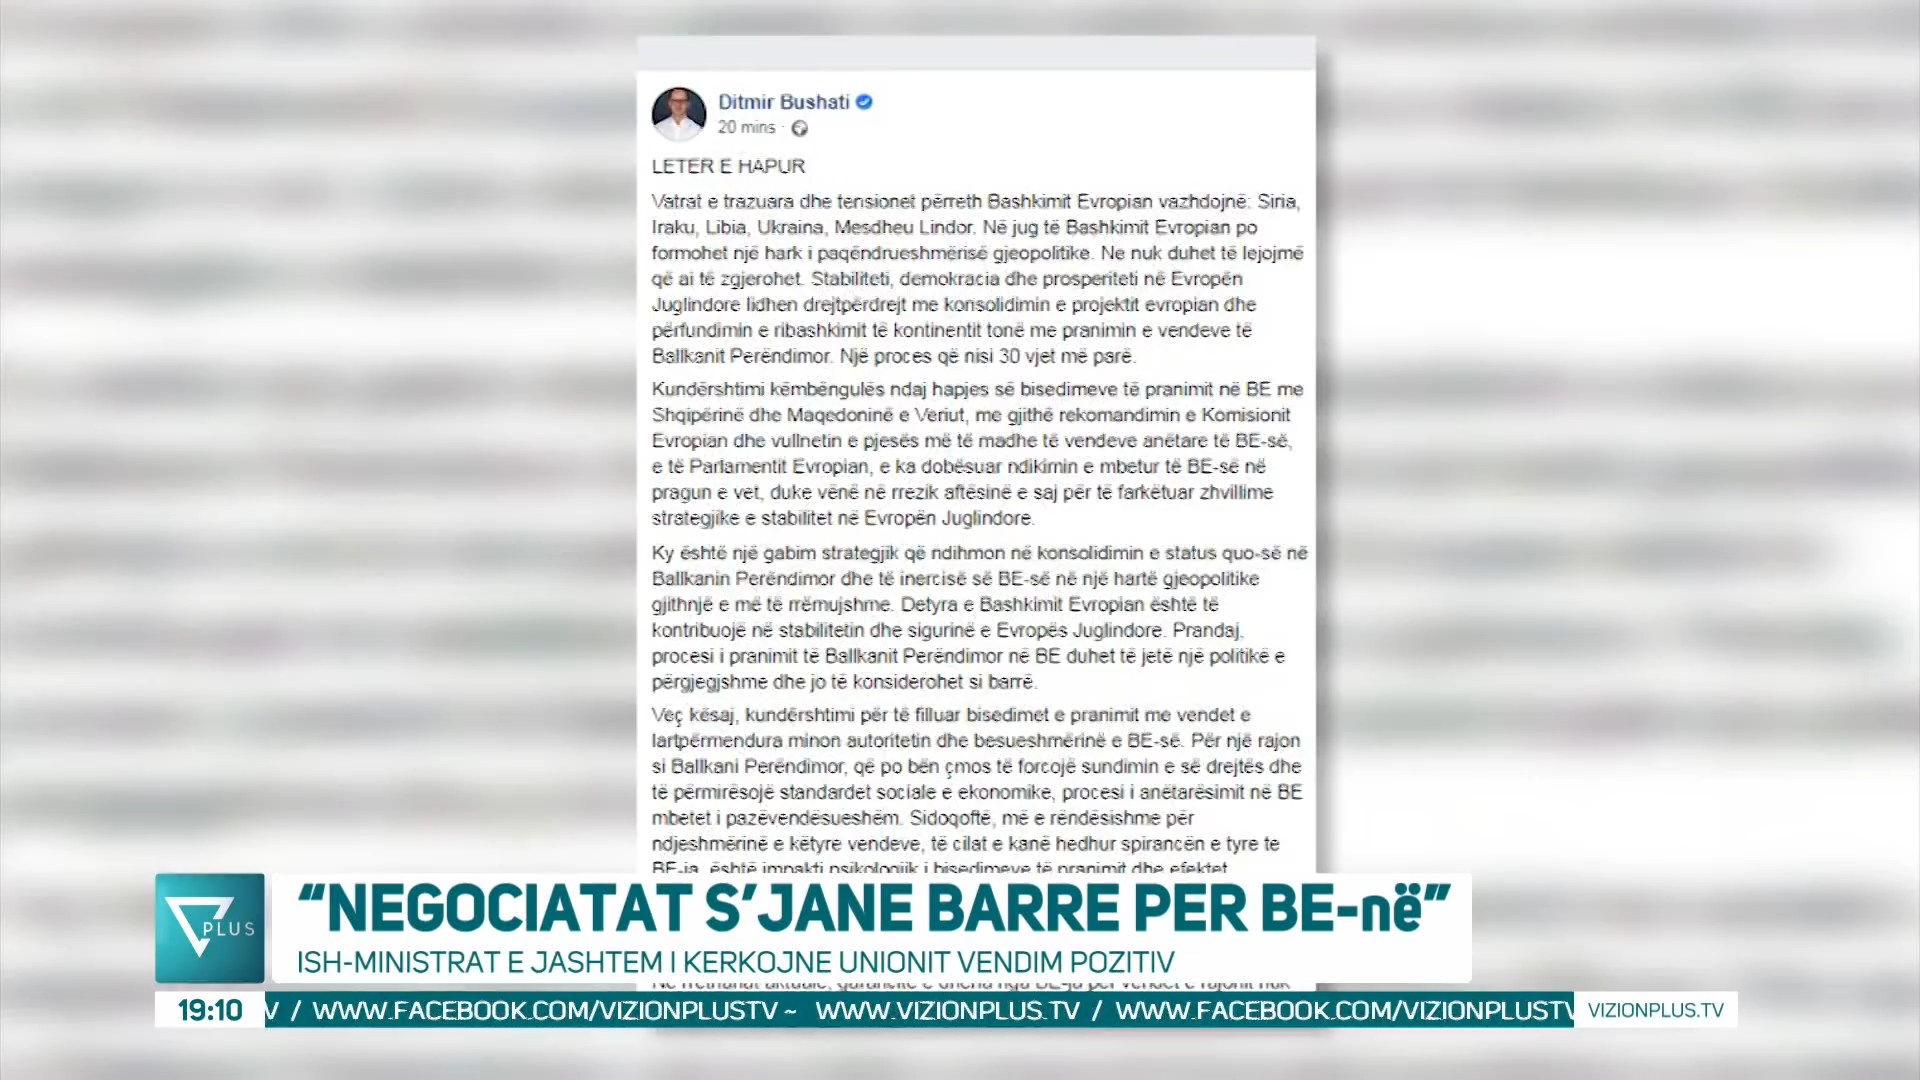 Ditmir Bushati
20 mins ·
LETER E HAPUR
Vatrat e trazuara dhe tensionet përreth Bashkimit Evropian vazhdojnë: Siria,
Iraku, Libia, Ukraina, Mesdheu Lindor. Në jug të Bashkimit Evropian po
formohet një hark i paqëndrueshmërisë gjeopolitike. Ne nuk duhet të lejojmë
që ai të zgjerohet. Stabiliteti, demokracia dhe prosperiteti në Evropën
Juglindore lidhen drejtpërdrejt me konsolidimin e projektit evropian dhe
përfundimin e ribashkimit të kontinentit tonë me pranimin e vendeve të
Ballkanit Perëndimor. Një proces që nisi 30 vjet më parë.
Kundërshtimi këmbëngulës ndaj hapjes së bisedimeve të pranimit në BE me
Shqipërinë dhe Maqedoninë e Veriut, me gjithë rekomandimin e Komisionit
Evropian dhe vullnetin e pjesës më të madhe të vendeve anëtare të BE-së,
e të Parlamentit Evropian, e ka dobësuar ndikimin e mbetur të BE-së në
pragun e vet, duke vënë në rrezik aftësinë e saj për të farkëtuar zhvillime
strategjike e stabilitet në Evropën Juglindore.
Ky është një gabim strategjik që ndihmon në konsolidimin e status quo-së në
Ballkanin Perëndimor dhe të inercisë së BE-së në një hartë gjeopolitike
gjithnjë e më të rrëmujshme. Detyra e Bashkimit Evropian është të
kontribuojë në stabilitetin dhe sigurinë e Evropës Juglindore. Prandaj,
procesi i pranimit të Ballkanit Perëndimor në BE duhet të jetë një politikë e
përgjegjshme dhe jo të konsiderohet si barrë.
Veç kësaj, kundërshtimi për të filluar bisedimet e pranimit me vendet e
lartpërmendura minon autoritetin dhe besueshmërinë e BE-së. Për një rajon
si Ballkani Perëndimor, që po bën çmos të forcojë sundimin e së drejtës dhe
të përmirësojë standardet sociale e ekonomike, procesi i anëtarësimit në BE
mbetet i pazëvendësueshëm. Sidoqoftë, më e rëndësishme për
ndjeshmërinë e këtyre vendeve, të cilat e kanë hedhur spirancën e tyre te
BE-ja, është impakti psikologjik i bisedimeve të pranimit dhe efektet
PLUS
“NEGOCIATAT S’JANE BARRE PER BE-në”
ISH-MINISTRAT E JASHTEM I KERKOJNE UNIONIT VENDIM POZITIV
19:10
V / WWW.FACEBOOK.COM/VIZIONPLUSTV ~ WWW.VIZIONPLUS.TV / WWW.FACEBOOK.COM/VIZIONPLUSTV
VIZIONPLUS.TV